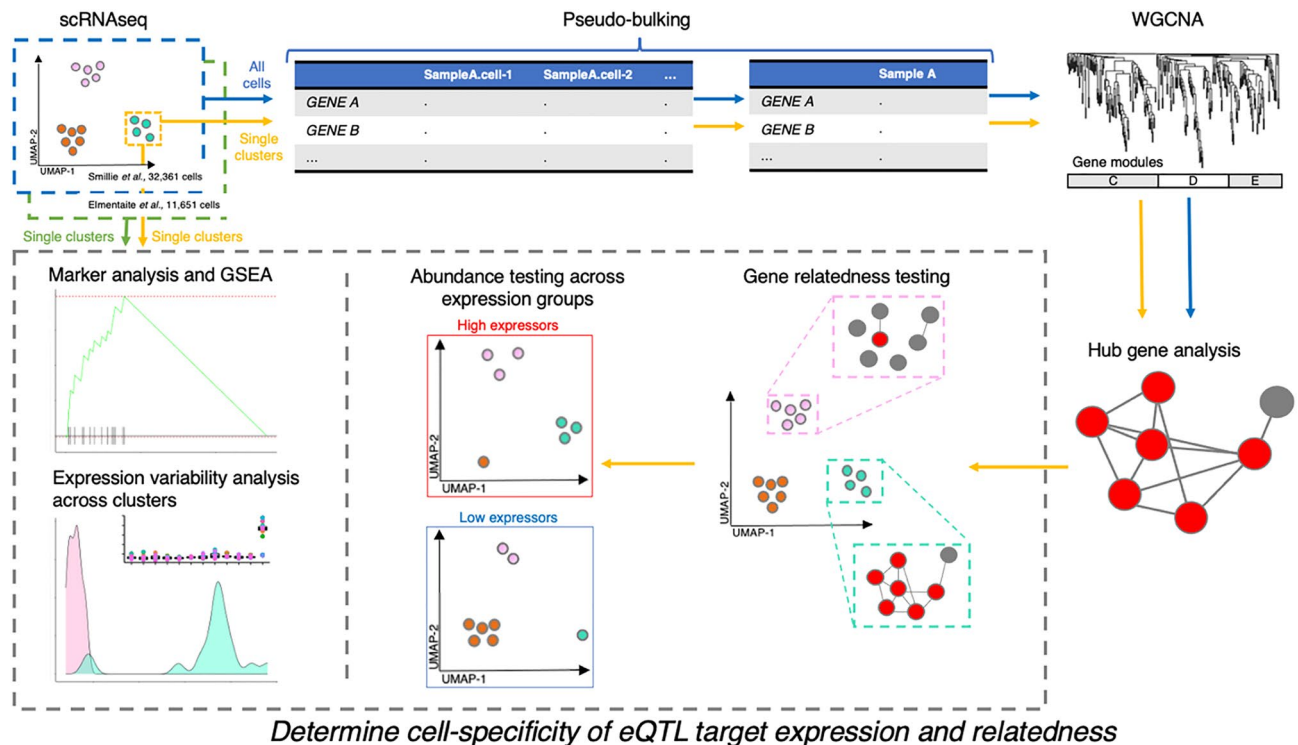 scRNAseq
Pseudo-bulking
WGCNA
All
cells
Single
clusters
UMAP-2
UMAP-1
Smillie et al., 32,361 cells
Elmentaite et al., 11,651 cells
SampleA.cell-1 SampleA.cell-2 ...
GENE A . . .
GENE B . . .
... . . .
Sample A
GENE A .
GENE B .
... .
Gene modules
C D E
Single clusters
Single clusters
Marker analysis and GSEA
Expression variability analysis
across clusters
Abundance testing across
expression groups
High expressors
UMAP-2
UMAP-1
Low expressors
UMAP-2
UMAP-1
Gene relatedness testing
UMAP-2
UMAP-1
Hub gene analysis
Determine cell-specificity of eQTL target expression and relatedness